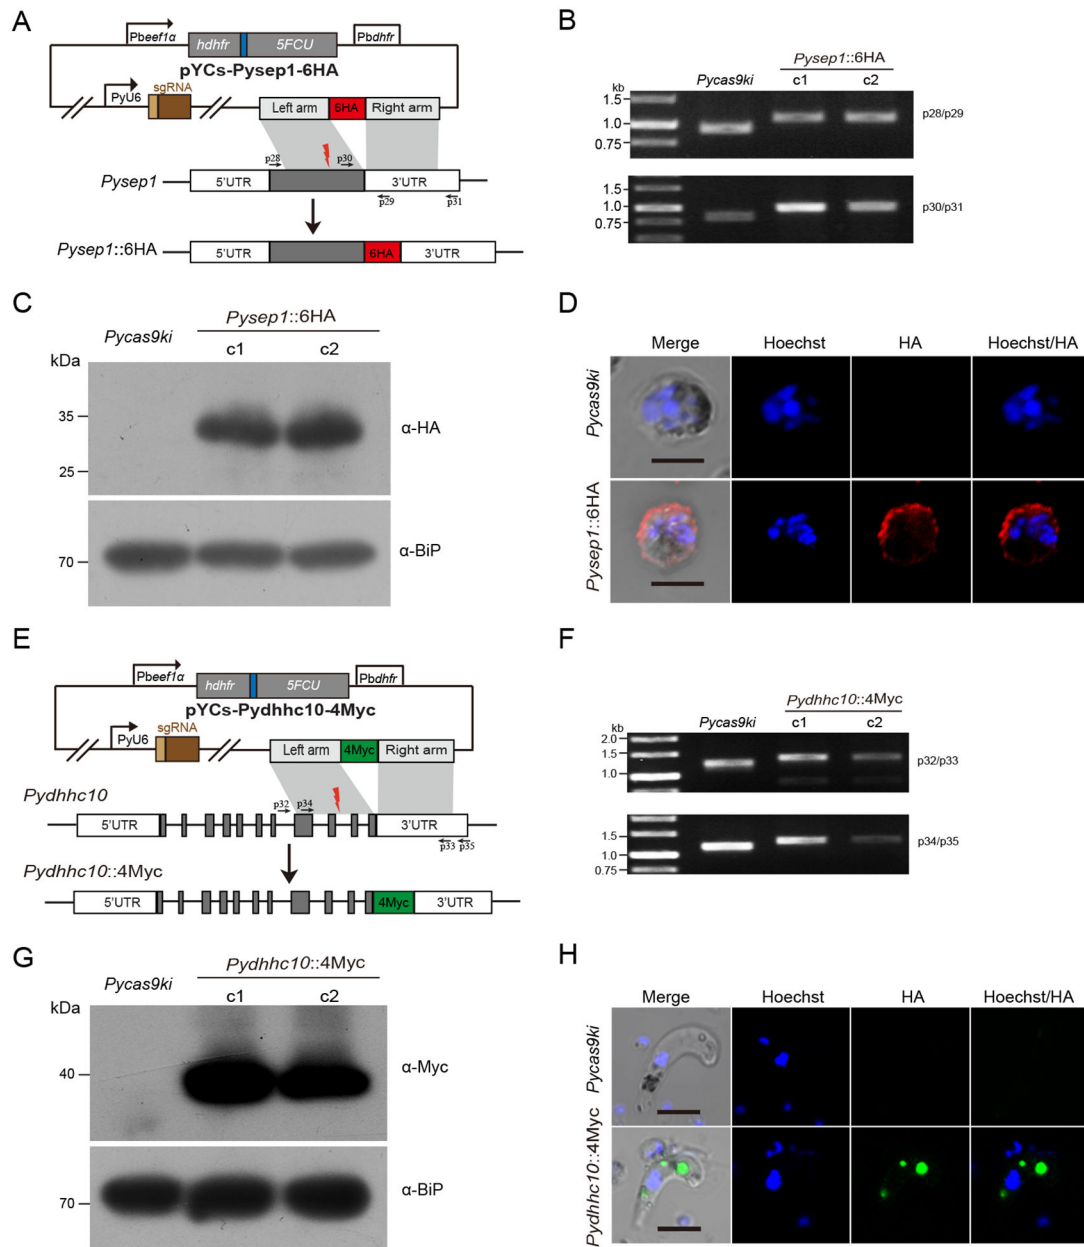 A
Pbeef1α
Pbdhfr
hdhfr
5FCU
pYCs-Pysep1-6HA
sgRNA
PyU6
Left arm
6HA
Right arm
p28
p30
Pysep1
5'UTR
3'UTR
p29
p31
Pysep1::6HA
5'UTR
6HA
3'UTR
B
Pysep1::6HA
kb
Pycas9ki
c1
c2
1.5
1.0
0.75
p28/p29
1.5
1.0
0.75
p30/p31
C
Pysep1::6HA
Pycas9ki
kDa
c1
c2
35
25
α-HA
70
α-BiP
D
Merge
Hoechst
HA
Hoechst/HA
Pycas9ki
Pysep1::6HA
E
Pbeef1α
Pbdhfr
hdhfr
5FCU
pYCs-Pydhhc10-4Myc
sgRNA
PyU6
Left arm
4Myc
Right arm
Pydhhc10
p32
p34
5'UTR
3'UTR
p33
p35
Pydhhc10::4Myc
5'UTR
4Myc
3'UTR
F
Pydhhc10::4Myc
Pycas9ki
c1
c2
kb
2.0
1.5
1.0
p32/p33
1.5
1.0
0.75
p34/p35
G
Pydhhc10::4Myc
Pycas9ki
kDa
c1
c2
40
α-Myc
70
α-BiP
H
Merge
Hoechst
HA
Hoechst/HA
Pycas9ki
Pydhhc10::4Myc